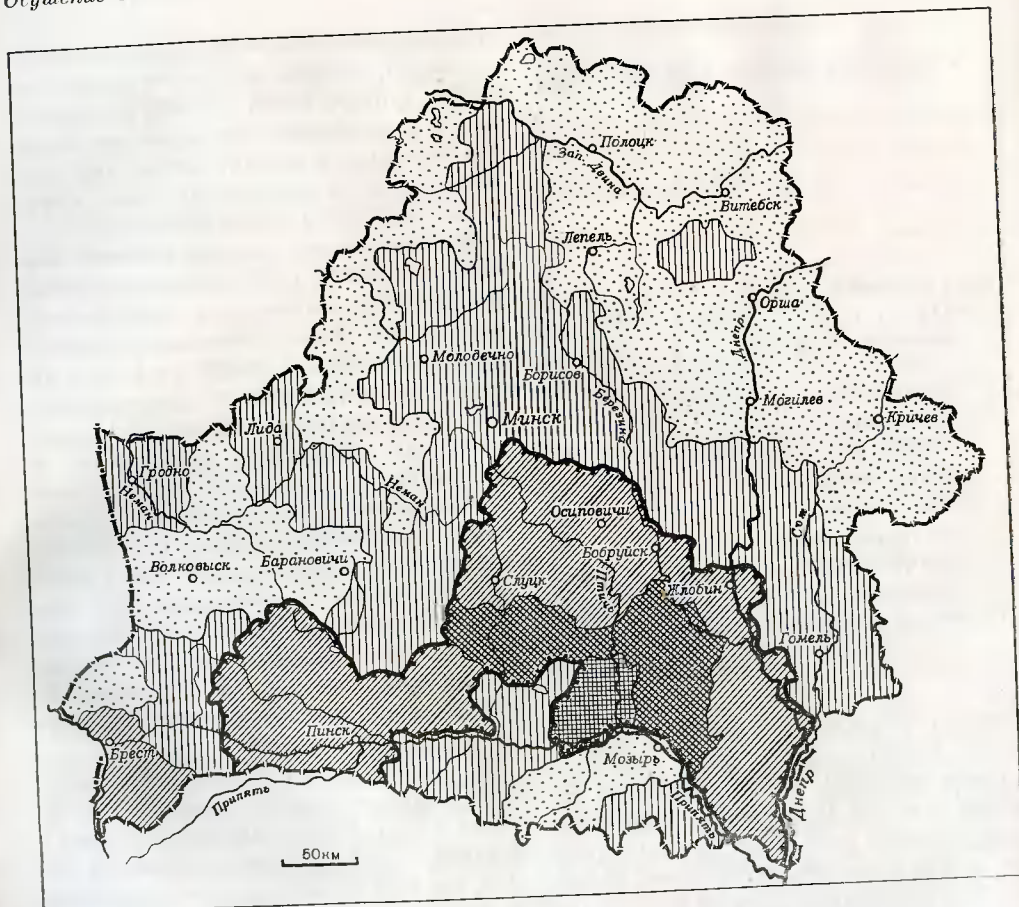 Осушение
Полоцк
Зап. Двина
Витебск
Лепель
Орша
Днепр
Молодечно
Борисов
Березина
Могилев
Минск
Кричев
Лида
Гродно
Неман
Неман
Сож
Осиповичи
Бобруйск
Волковыск
Барановичи
Слуцк
Птичь
Жлобин
Гомель
Пинск
Брест
Мозырь
Припять
Припять
Днепр
50км